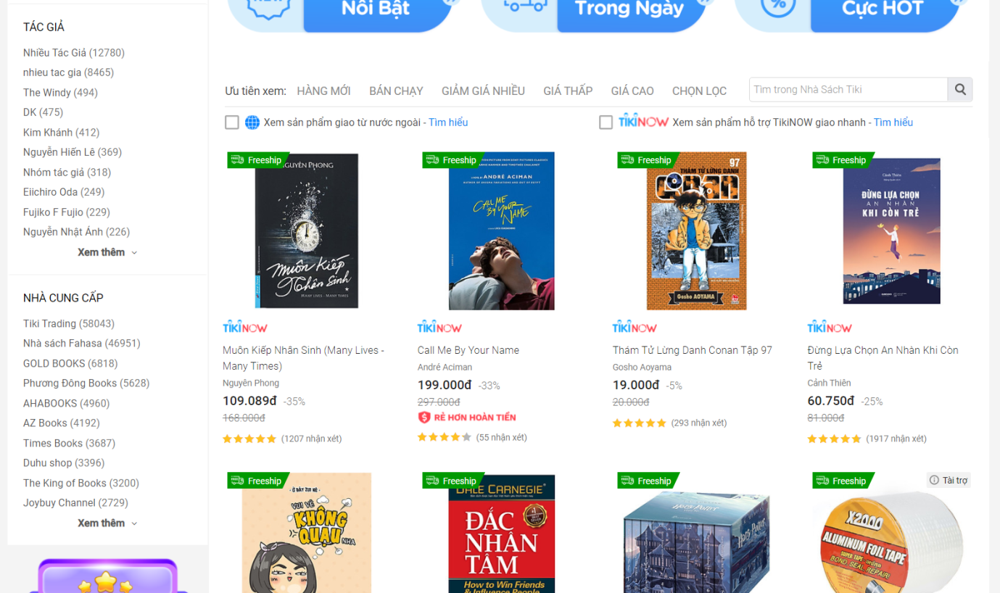 Nổi Bật
Trong Ngày
Cực HOT
TÁC GIẢ
Nhiều Tác Giả (12780)
nhieu tac gia (8465)
The Windy (494)
DK (475)
Kim Khánh (412)
Nguyễn Hiến Lê (369)
Nhóm tác giả (318)
Eiichiro Oda (249)
Fujiko F Fujio (229)
Nguyễn Nhật Ánh (226)
Xem thêm
NHÀ CUNG CẤP
Tiki Trading (58043)
Nhà sách Fahasa (46951)
GOLD BOOKS (6818)
Phương Đông Books (5628)
AHABOOKS (4960)
AZ Books (4192)
Times Books (3687)
Duhu shop (3396)
The King of Books (3200)
Joybuy Channel (2729)
Xem thêm
Ưu tiên xem: HÀNG MỚI BÁN CHẠY GIẢM GIÁ NHIỀU GIÁ THẤP GIÁ CAO CHỌN LỌC
Tìm trong Nhà Sách Tiki
Xem sản phẩm giao từ nước ngoài - Tìm hiểu
TIKINOW Xem sản phẩm hỗ trợ TikiNOW giao nhanh - Tìm hiểu
Freeship
NGUYÊN PHONG
Muôn Kiếp
Nhân Sinh
MANY LIVES - MANY TIMES
TIKINOW
Muôn Kiếp Nhân Sinh (Many Lives -
Many Times)
Nguyên Phong
109.089đ -35%
168.000đ
(1207 nhận xét)
Freeship
ANDRÉ ACIMAN
CALL ME
BY YOUR
NAME
TIKINOW
Call Me By Your Name
André Aciman
199.000đ -33%
297.000đ
RẺ HƠN HOÀN TIỀN
(55 nhận xét)
Freeship
97
THÁM TỬ LỪNG DANH
CONAN
Gosho AOYAMA
TIKINOW
Thám Tử Lừng Danh Conan Tập 97
Gosho Aoyama
19.000đ -5%
20.000đ
(293 nhận xét)
Freeship
Cảnh Thiên
ĐỪNG LỰA CHỌN
AN NHÀN
KHI CÒN TRẺ
TIKINOW
Đừng Lựa Chọn An Nhàn Khi Còn
Trẻ
Cảnh Thiên
60.750đ -25%
81.000đ
(1917 nhận xét)
Freeship
Ở ĐÂY VUI NÈ
VUI VẺ
KHÔNG
QUẠU
NHA
Freeship
DALE CARNEGIE
ĐẮC
NHÂN
TÂM
How to Win Friends
& Influence People
Freeship
Harry Potter
Harry Potter
Freeship
Tài trợ
X2000
ALUMINUM FOIL TAPE
SUPER TAPE
BOND, SEAL, REPAIR!